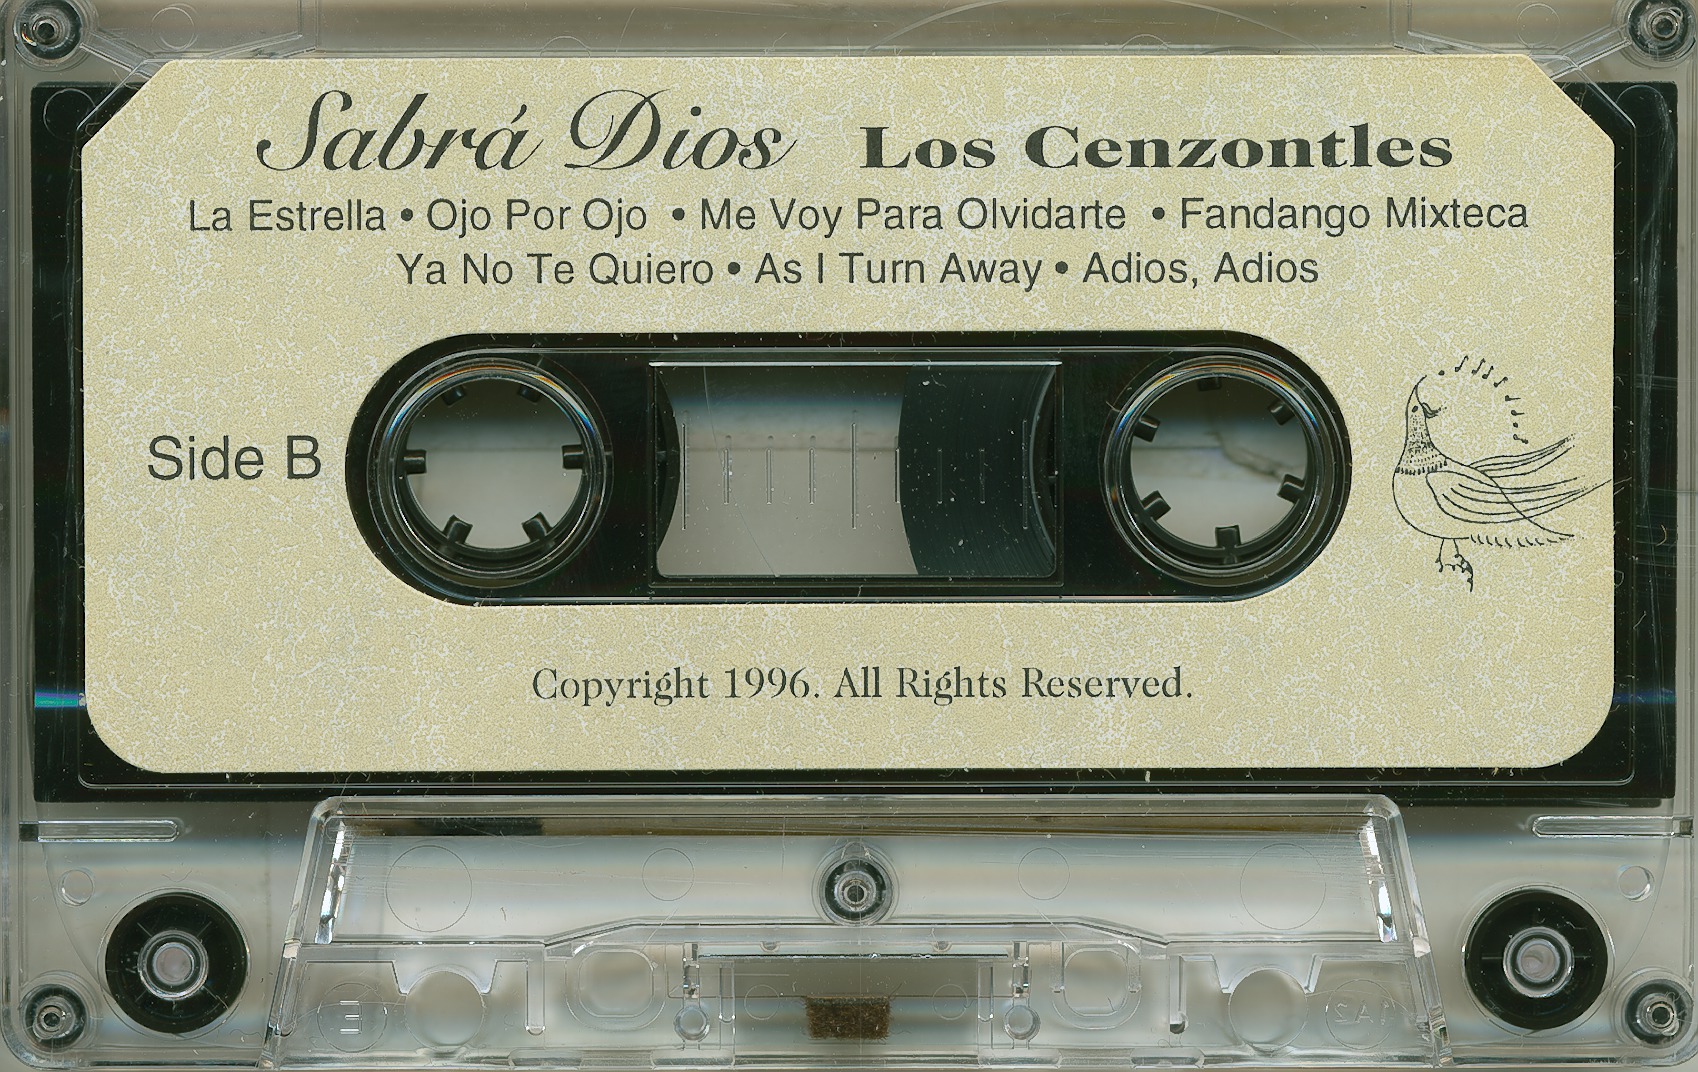 Sabrá Dios Los Cenzontles
La Estrella • Ojo Por Ojo • Me Voy Para Olvidarte • Fandango Mixteca
Ya No Te Quiero • As I Turn Away • Adios, Adios
Side B
Copyright 1996. All Rights Reserved.